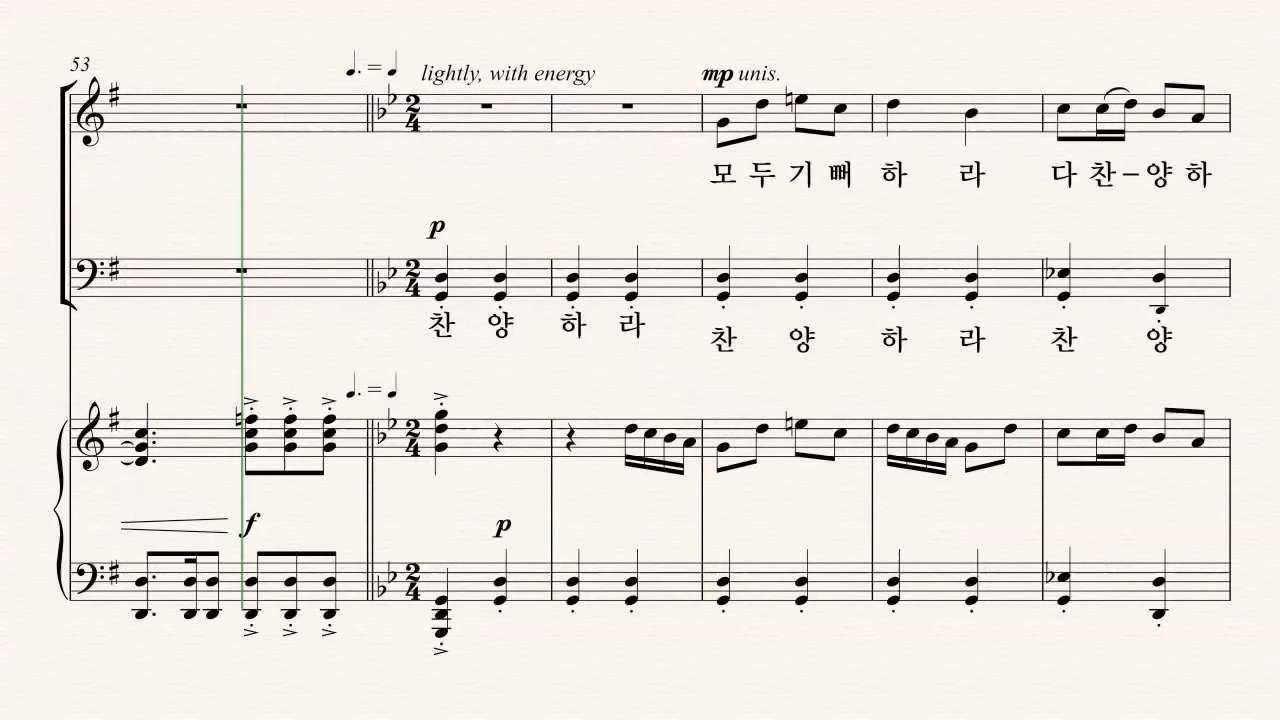 53
lightly, with energy
mp unis.
모 두 기 뻐 하 라 다 찬 – 양 하
p
찬 양 하 라 찬 양 하 라 찬 양
f
p